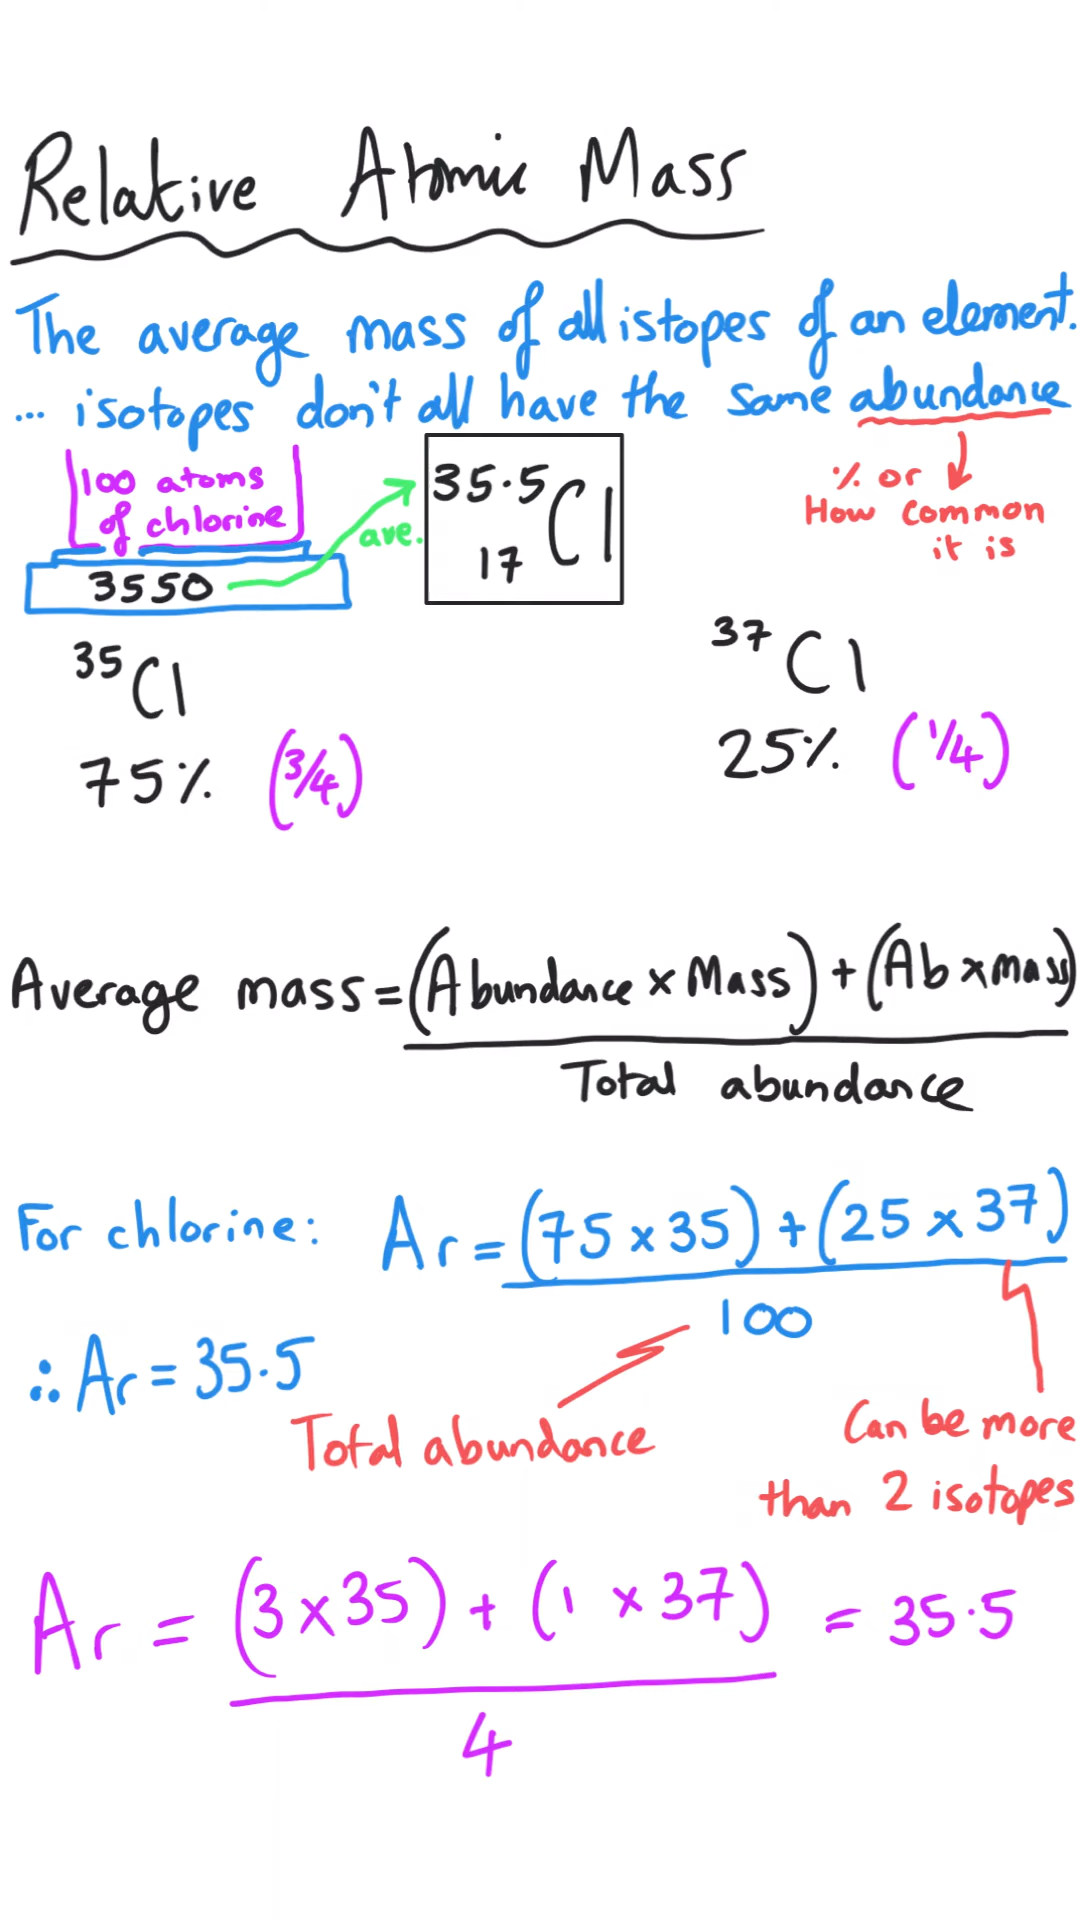 Relative Atomic Mass
The average mass of all istopes of an element.
... isotopes don't all have the same abundance
100 atoms
of chlorine
3550
ave.
35.5
Cl
17
% or
How common
it is
35Cl
75% (3/4)
37Cl
25% (1/4)
Average mass = (Abundance x Mass) + (Ab x mass)
Total abundance
For chlorine: Ar = (75 x 35) + (25 x 37)
100
∴ Ar = 35.5
Total abundance
Can be more
than 2 isotopes
Ar = (3 x 35) + (1 x 37) = 35.5
4